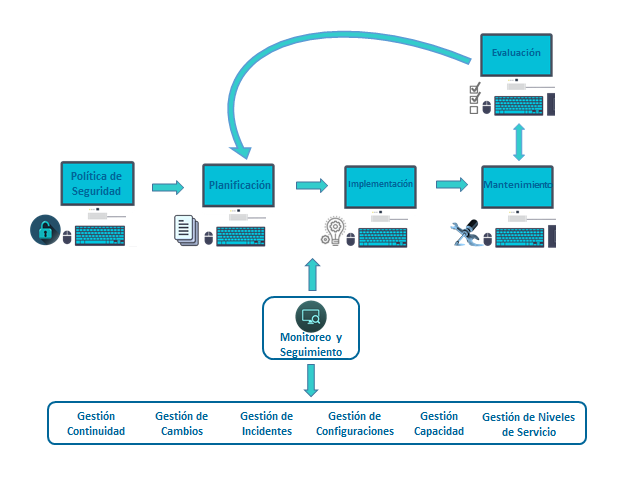 Evaluación
Política de
Seguridad
Planificación
Implementación
Mantenimiento
Monitoreo y
Seguimiento
Gestión
Continuidad
Gestión de
Cambios
Gestión de
Incidentes
Gestión de
Configuraciones
Gestión
Capacidad
Gestión de Niveles
de Servicio